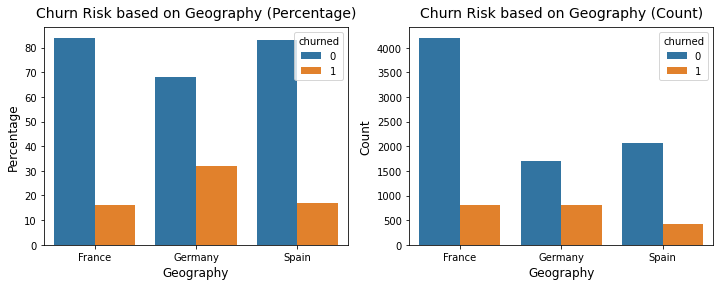 Churn Risk based on Geography (Percentage)
churned
0
1
80
70
60
50
40
30
20
10
0
Percentage
France
Germany
Spain
Geography
Churn Risk based on Geography (Count)
churned
0
1
4000
3500
3000
2500
2000
1500
1000
500
0
Count
France
Germany
Spain
Geography